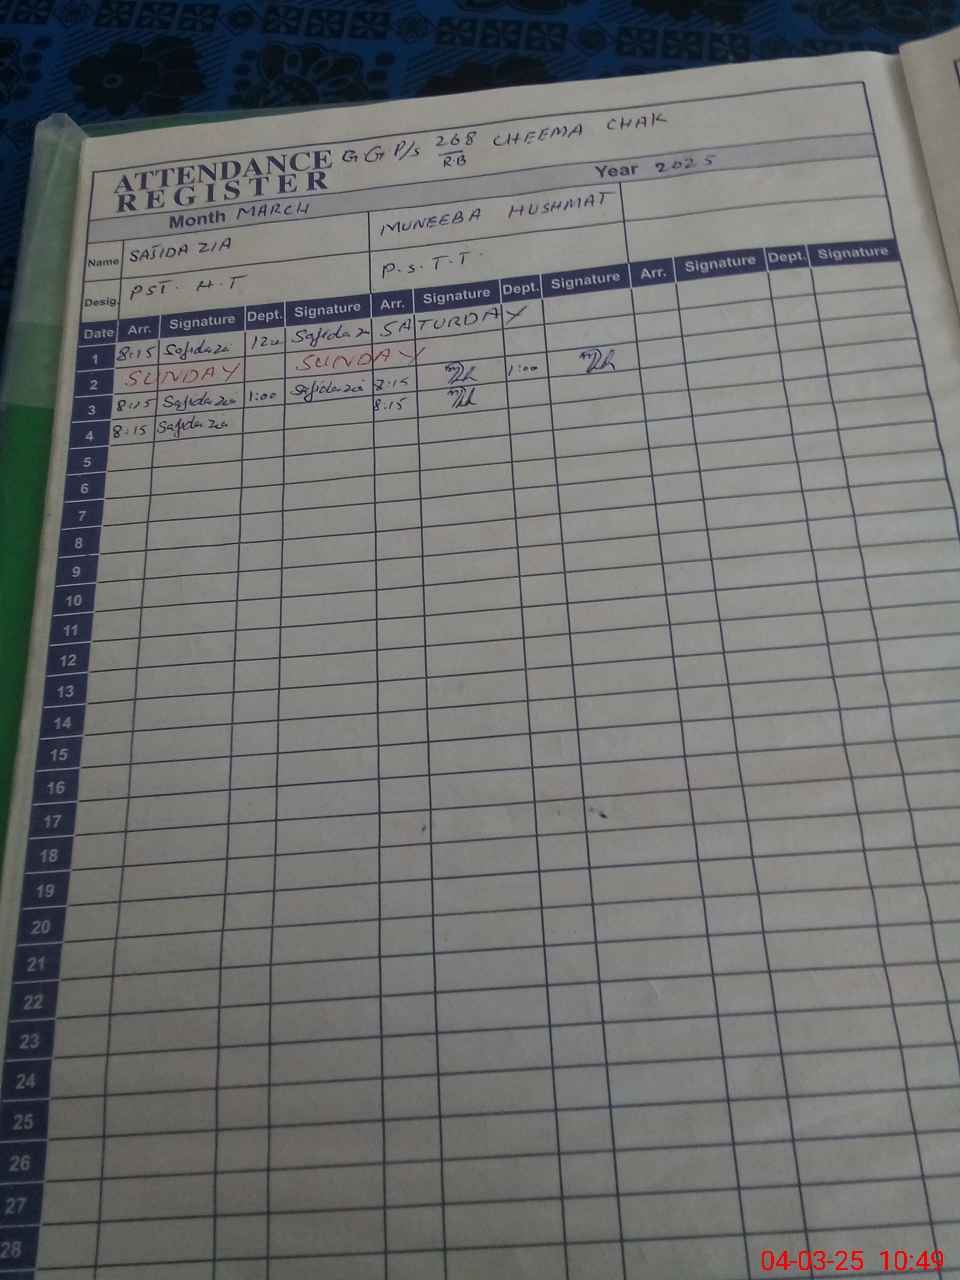 ATTENDANCE REGISTER GG P/S 268/RB CHEEMA CHAK
Month MARCH Year 2025
Name SAJIDA ZIA MUNEEBA HUSHMAT
Desig. PST. H.T P.S.T.T.
Date Arr. Signature Dept. Signature Arr. Signature Dept. Signature Arr. Signature Dept. Signature
1 8:15 Sajida zia Sajida zia SATURDAY
2 SUNDAY SUNDAY
3 8:15 Sajida zia 1:00 Sajida zia 8:15 1:00
4 8:15 Sajida zia 8:15
5
6
7
8
9
10
11
12
13
14
15
16
17
18
19
20
21
22
23
24
25
26
27
28
04-03-25 10:49